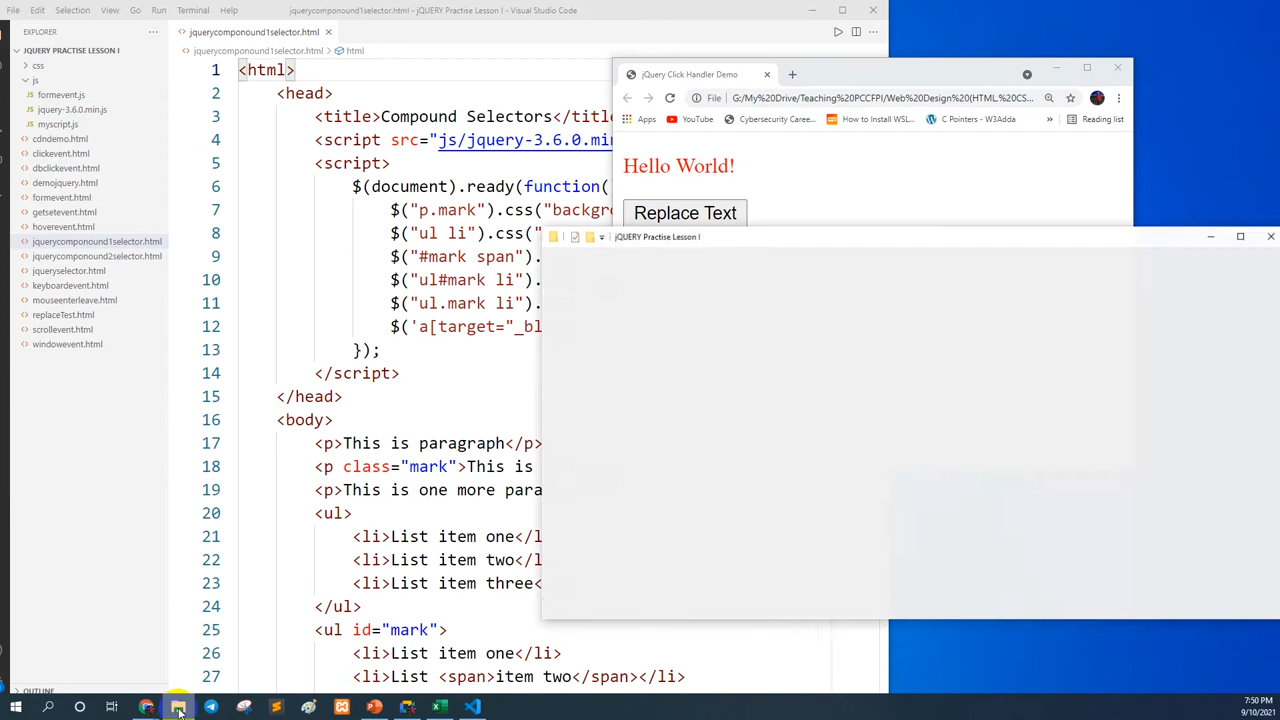 File Edit Selection View Go Run Terminal Help jquerycomponound1selector.html - jQUERY Practise Lesson I - Visual Studio Code
EXPLORER
jQUERY PRACTISE LESSON I
css
js
formevent.js
jquery-3.6.0.min.js
myscript.js
cdndemo.html
clickevent.html
dbclickevent.html
demojquery.html
formevent.html
getsetevent.html
hoverevent.html
jquerycomponound1selector.html
jquerycomponound2selector.html
jqueryselector.html
keyboardevent.html
mouseenterleave.html
replaceTest.html
scrollevent.html
windowevent.html
OUTLINE
jquerycomponound1selector.html
jquerycomponound1selector.html > html
1 <html>
2 <head>
3 <title>Compound Selectors</title
4 <script src="js/jquery-3.6.0.min
5 <script>
6 $(document).ready(function(
7 $("p.mark").css("backgro
8 $("ul li").css("
9 $("#mark span").
10 $("ul#mark li").
11 $("ul.mark li").
12 $('a[target="_bl
13 });
14 </script>
15 </head>
16 <body>
17 <p>This is paragraph</p>
18 <p class="mark">This is
19 <p>This is one more para
20 <ul>
21 <li>List item one</l
22 <li>List item two</l
23 <li>List item three<
24 </ul>
25 <ul id="mark">
26 <li>List item one</li>
27 <li>List <span>item two</span></li>
jQuery Click Handler Demo
File G:/My%20Drive/Teaching%20PCCFPI/Web%20Design%20(HTML,%20CS...
Apps YouTube Cybersecurity Caree... How to Install WSL... C Pointers - W3Adda » Reading list
Hello World!
Replace Text
jQUERY Practise Lesson I
7:50 PM
9/10/2021